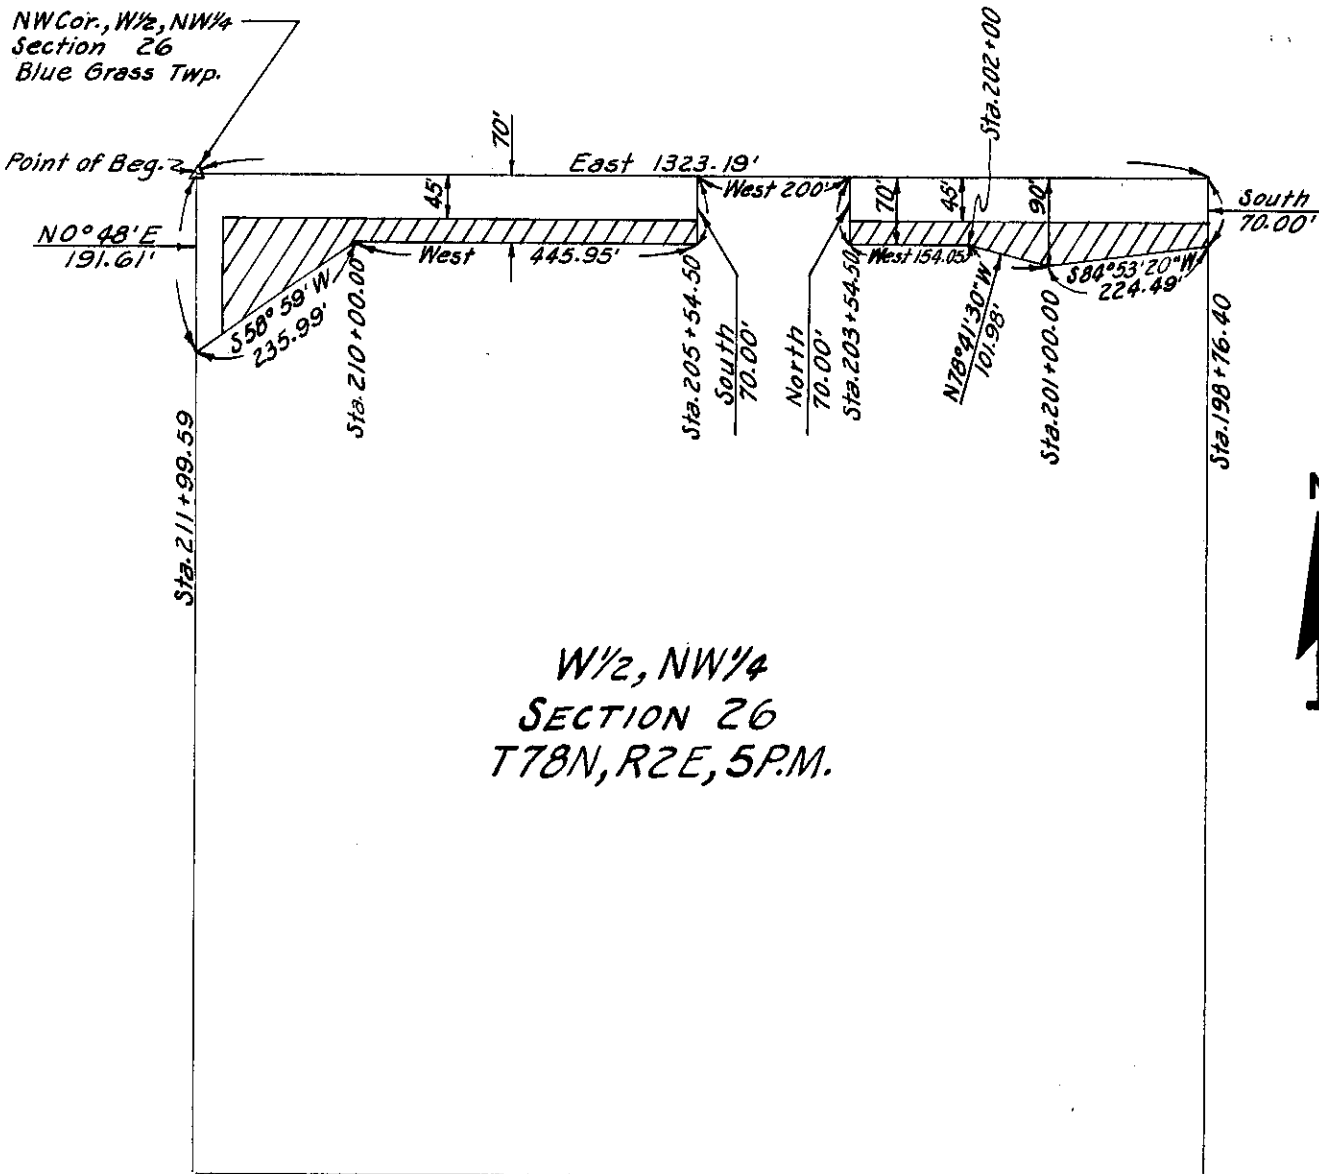 NW Cor., W½, NW¼
Section 26
Blue Grass Twp.
Point of Beg.
East 1323.19'
70'
West 200'
Sta. 202+00
45'
70'
45'
90'
South
70.00'
N0°48'E
191.61'
West 445.95'
West 154.05'
S58°59'W
235.99'
N78°41'30"W
101.98'
S84°53'20"W
224.49'
Sta. 211+99.59
Sta. 210+00.00
Sta. 205+54.50
South
70.00'
North
70.00'
Sta. 203+54.50
Sta. 201+00.00
Sta. 198+76.40
N
W½, NW¼
SECTION 26
T78N, R2E, 5P.M.